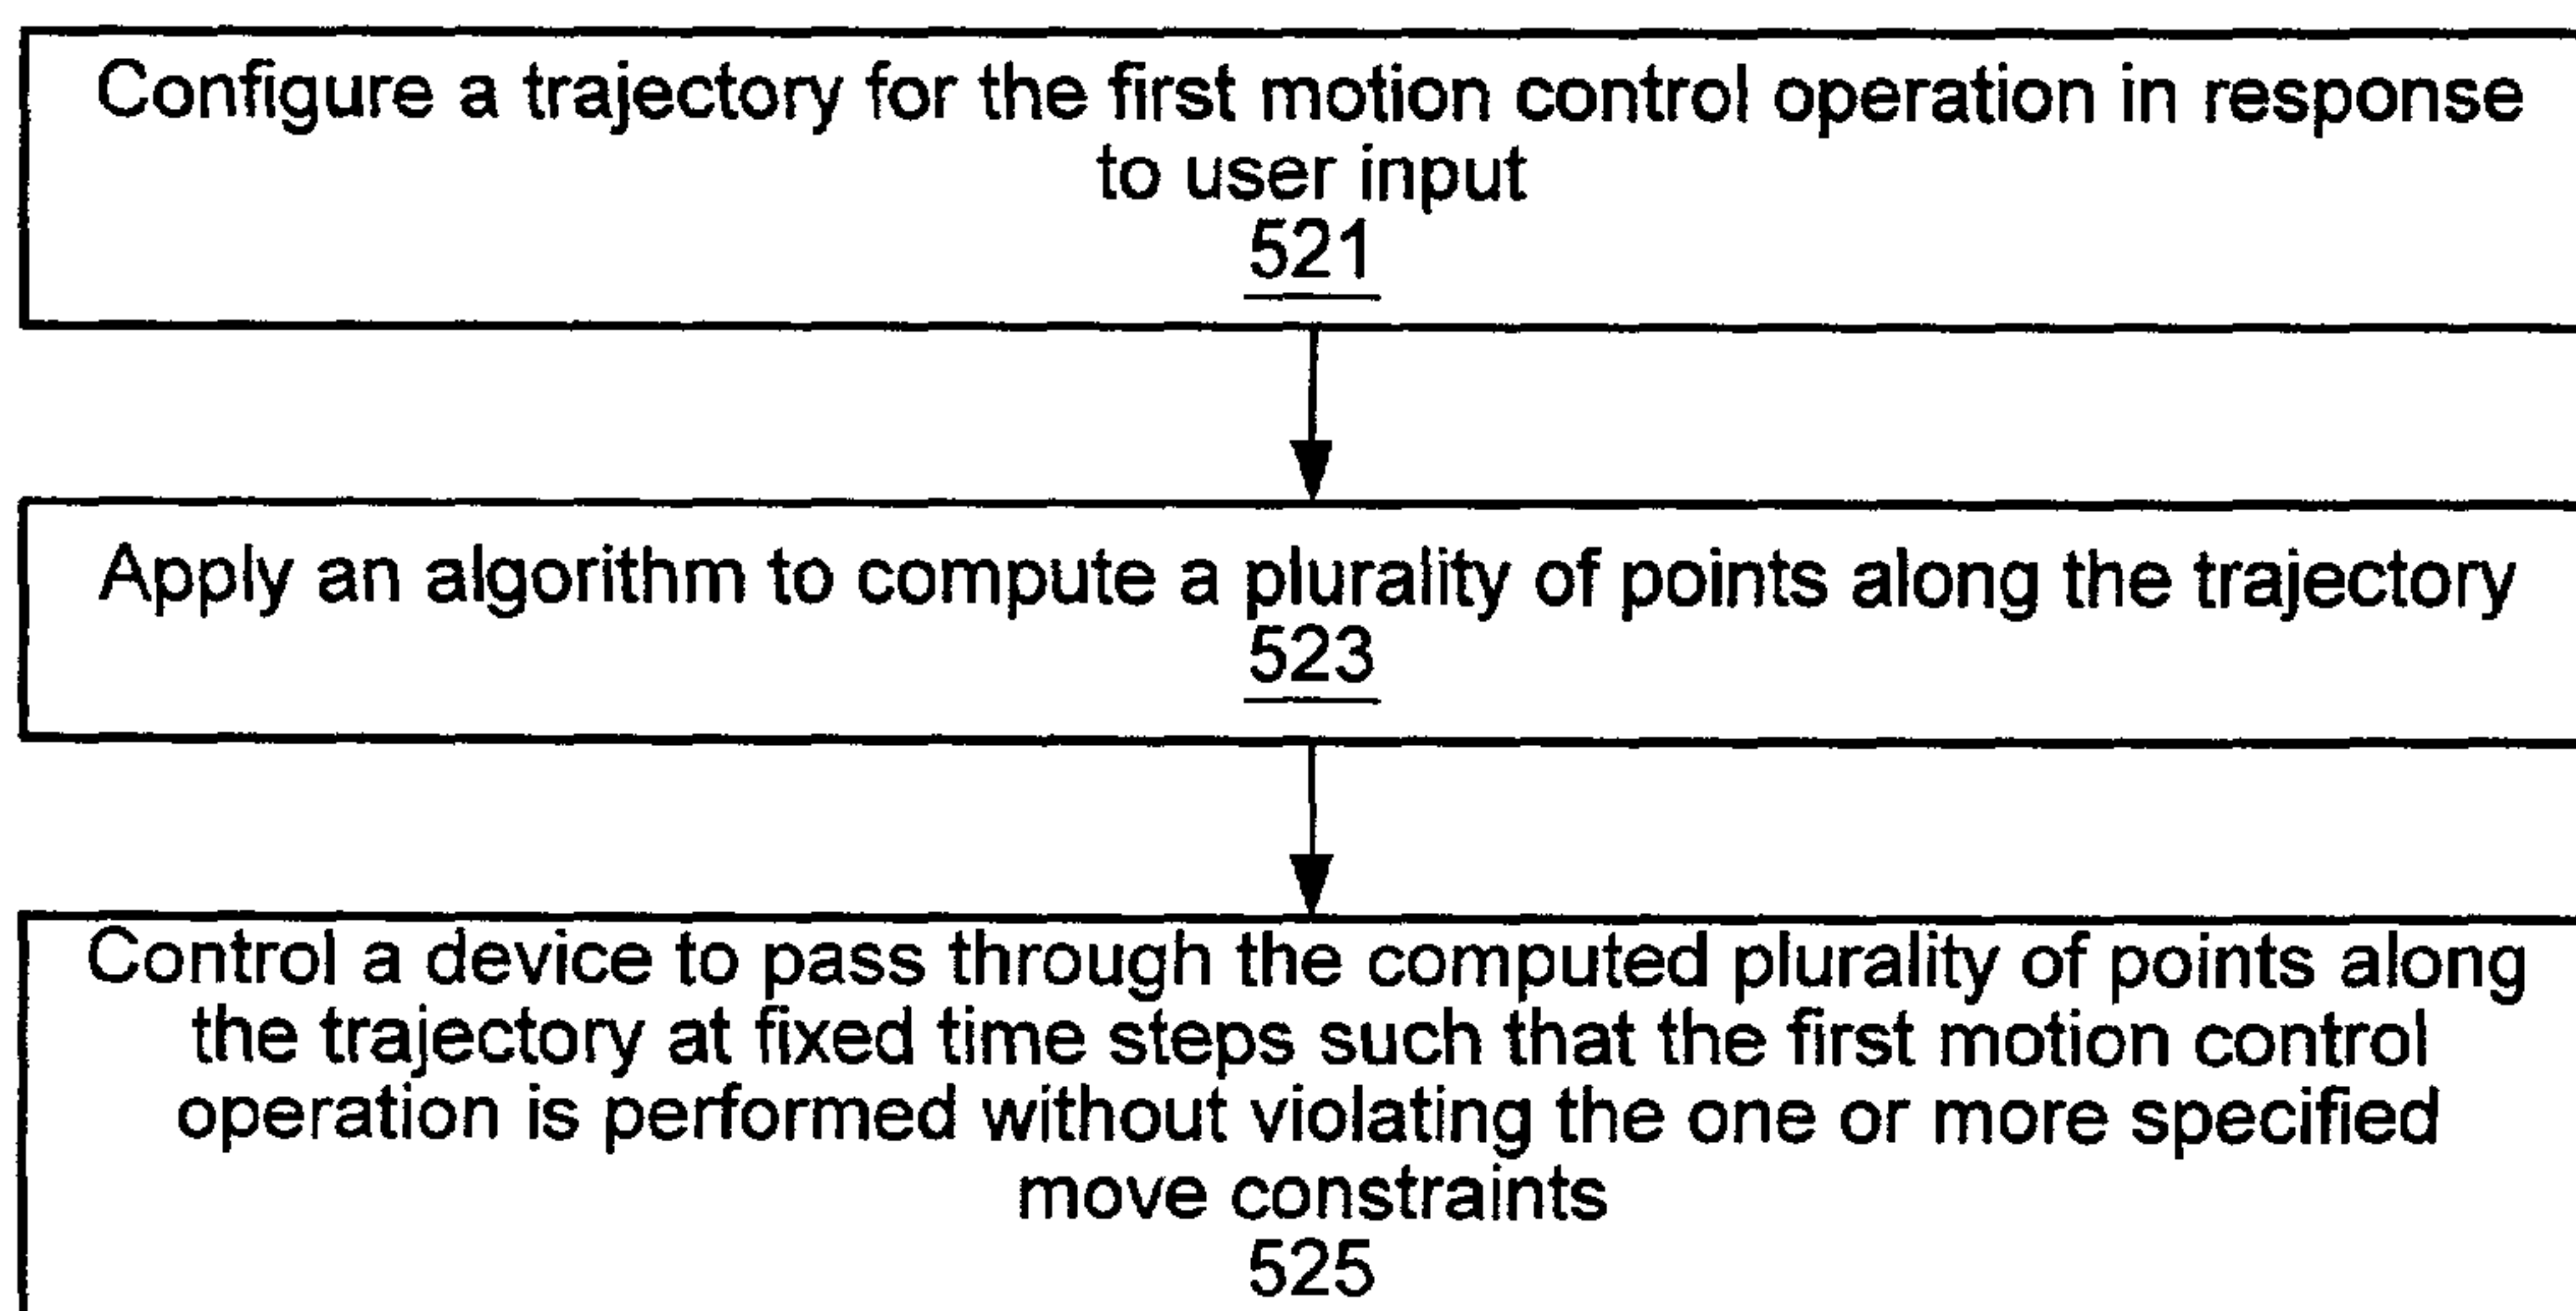 Configure a trajectory for the first motion control operation in response
to user input
521
Apply an algorithm to compute a plurality of points along the trajectory
523
Control a device to pass through the computed plurality of points along
the trajectory at fixed time steps such that the first motion control
operation is performed without violating the one or more specified
move constraints
525